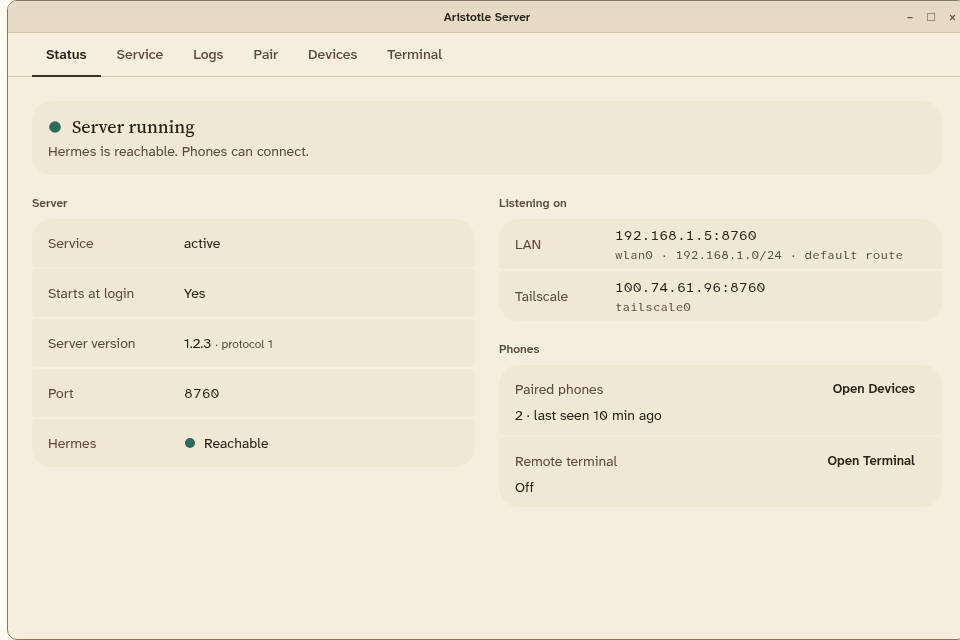 Aristotle Server
Status Service Logs Pair Devices Terminal
Server running
Hermes is reachable. Phones can connect.
Server
Service active
Starts at login Yes
Server version 1.2.3 · protocol 1
Port 8760
Hermes Reachable
Listening on
LAN 192.168.1.5:8760
wlan0 · 192.168.1.0/24 · default route
Tailscale 100.74.61.96:8760
tailscale0
Phones
Paired phones Open Devices
2 · last seen 10 min ago
Remote terminal Open Terminal
Off